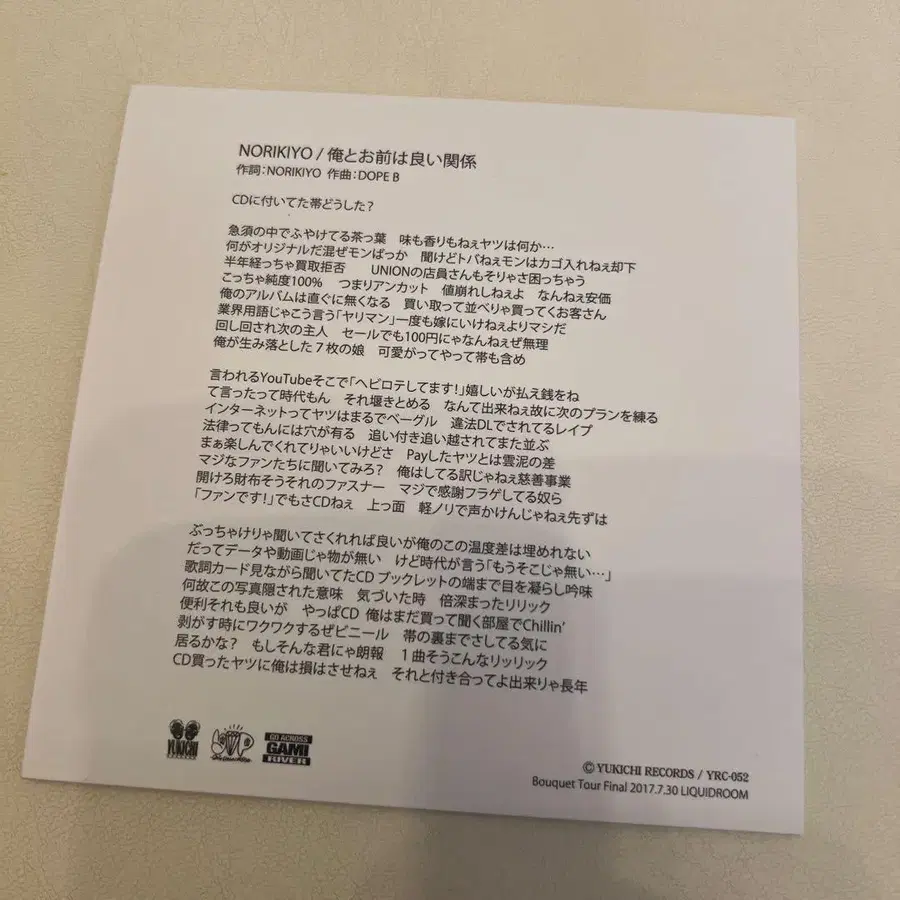 NORIKIYO / 俺とお前は良い関係
作詞：NORIKIYO 作曲：DOPE B
CDに付いてた帯どうした？
急須の中でふやけてる茶っ葉　味も香りもねぇヤツは何か…
何がオリジナルだ混ぜモンばっか　聞けどトバねぇモンはカゴ入れねぇ却下
半年経っちゃ買取拒否　UNIONの店員さんもそりゃさ困っちゃう
こっちゃ純度100%　つまりアンカット　値崩れしねぇよ　なんねぇ安価
俺のアルバムは直ぐに無くなる　買い取って並べりゃ買ってくお客さん
業界用語じゃこう言う「ヤリマン」一度も嫁にいけねぇよりマシだ
回し回され次の主人　セールでも100円にゃなんねぇぜ無理
俺が生み落とした７枚の娘　可愛がってやって帯も含め
言われるYouTubeそこで「ヘビロテしてます！」嬉しいが払え銭をね
て言ったって時代もん　それ堰きとめる　なんて出来ねぇ故に次のプランを練る
インターネットってヤツはまるでベーグル　違法DLでされてるレイプ
法律ってもんには穴が有る　追い付き追い越されてまた並ぶ
まぁ楽しんでくれてりゃいいけどさ　Payしたヤツとは雲泥の差
マジなファンたちに聞いてみろ？　俺はしてる訳じゃねぇ慈善事業
開けろ財布そうそれのファスナー　マジで感謝フラゲしてる奴ら
「ファンです！」でもさCDねぇ　上っ面　軽ノリで声かけんじゃねぇ先ずは
ぶっちゃけりゃ聞いてさくれれば良いが俺のこの温度差は埋めれない
だってデータや動画じゃ物が無い　けど時代が言う「もうそこじゃ無い…」
歌詞カード見ながら聞いてたCD ブックレットの端まで目を凝らし吟味
何故この写真隠された意味　気づいた時　倍深まったリリック
便利それも良いが　やっぱCD 俺はまだ買って聞く部屋でChillin'
剥がす時にワクワクするぜビニール　帯の裏までさしてる気に
居るかな？　もしそんな君にゃ朗報　１曲そうこんなリッリック
CD買ったヤツに俺は損はさせねぇ　それと付き合ってよ出来りゃ長年
YUKICHI
GO ACROSS
GAMI
RIVER
© YUKICHI RECORDS / YRC-052
Bouquet Tour Final 2017.7.30 LIQUIDROOM